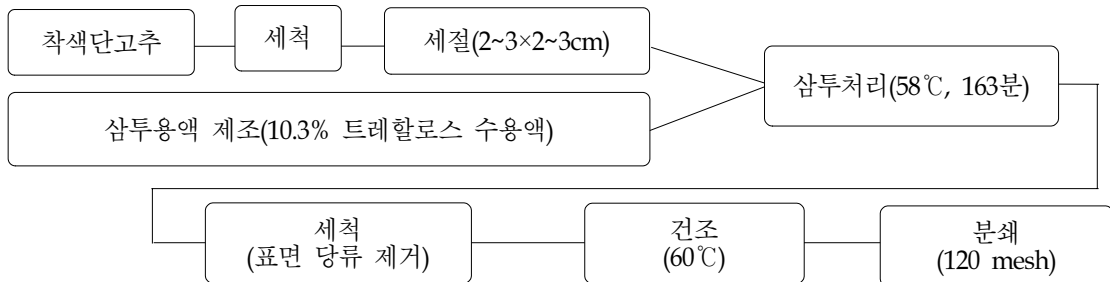 착색단고추
세척
세절(2~3×2~3cm)
삼투용액 제조(10.3% 트레할로스 수용액)
삼투처리(58℃, 163분)
세척
(표면 당류 제거)
건조
(60℃)
분쇄
(120 mesh)